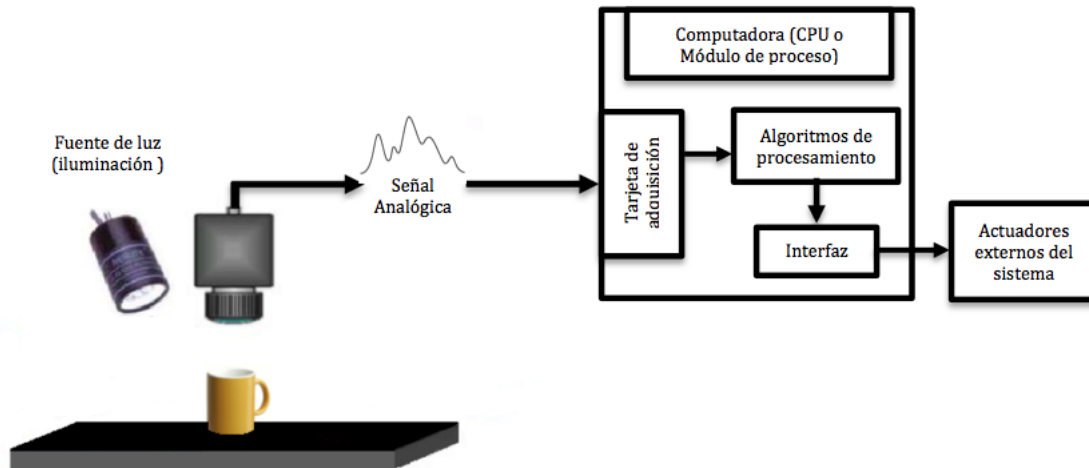 Computadora (CPU o
Módulo de proceso)
Fuente de luz
(iluminación )
Señal
Analógica
Tarjeta de
adquisición
Algoritmos de
procesamiento
Interfaz
Actuadores
externos del
sistema